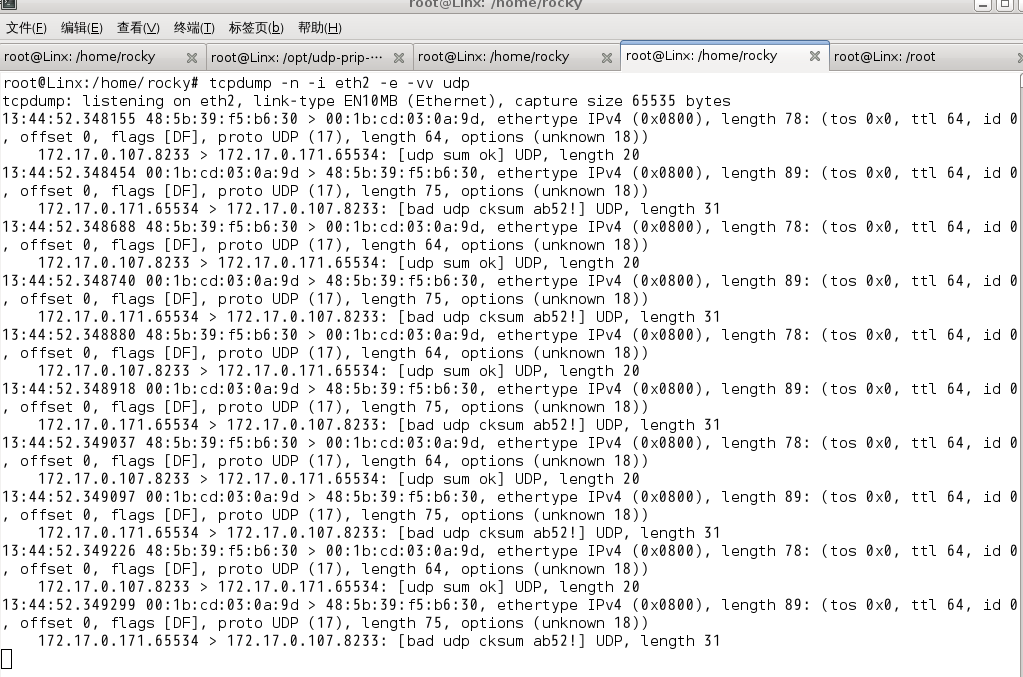 root@Linx: /home/rocky
文件(F) 编辑(E) 查看(V) 终端(T) 标签页(b) 帮助(H)
root@Linx: /home/rocky root@Linx: /opt/udp-prip-··· root@Linx: /home/rocky root@Linx: /home/rocky root@Linx: /root
root@Linx:/home/rocky# tcpdump -n -i eth2 -e -vv udp
tcpdump: listening on eth2, link-type EN10MB (Ethernet), capture size 65535 bytes
13:44:52.348155 48:5b:39:f5:b6:30 > 00:1b:cd:03:0a:9d, ethertype IPv4 (0x0800), length 78: (tos 0x0, ttl 64, id 0
, offset 0, flags [DF], proto UDP (17), length 64, options (unknown 18))
172.17.0.107.8233 > 172.17.0.171.65534: [udp sum ok] UDP, length 20
13:44:52.348454 00:1b:cd:03:0a:9d > 48:5b:39:f5:b6:30, ethertype IPv4 (0x0800), length 89: (tos 0x0, ttl 64, id 0
, offset 0, flags [DF], proto UDP (17), length 75, options (unknown 18))
172.17.0.171.65534 > 172.17.0.107.8233: [bad udp cksum ab52!] UDP, length 31
13:44:52.348688 48:5b:39:f5:b6:30 > 00:1b:cd:03:0a:9d, ethertype IPv4 (0x0800), length 78: (tos 0x0, ttl 64, id 0
, offset 0, flags [DF], proto UDP (17), length 64, options (unknown 18))
172.17.0.107.8233 > 172.17.0.171.65534: [udp sum ok] UDP, length 20
13:44:52.348740 00:1b:cd:03:0a:9d > 48:5b:39:f5:b6:30, ethertype IPv4 (0x0800), length 89: (tos 0x0, ttl 64, id 0
, offset 0, flags [DF], proto UDP (17), length 75, options (unknown 18))
172.17.0.171.65534 > 172.17.0.107.8233: [bad udp cksum ab52!] UDP, length 31
13:44:52.348880 48:5b:39:f5:b6:30 > 00:1b:cd:03:0a:9d, ethertype IPv4 (0x0800), length 78: (tos 0x0, ttl 64, id 0
, offset 0, flags [DF], proto UDP (17), length 64, options (unknown 18))
172.17.0.107.8233 > 172.17.0.171.65534: [udp sum ok] UDP, length 20
13:44:52.348918 00:1b:cd:03:0a:9d > 48:5b:39:f5:b6:30, ethertype IPv4 (0x0800), length 89: (tos 0x0, ttl 64, id 0
, offset 0, flags [DF], proto UDP (17), length 75, options (unknown 18))
172.17.0.171.65534 > 172.17.0.107.8233: [bad udp cksum ab52!] UDP, length 31
13:44:52.349037 48:5b:39:f5:b6:30 > 00:1b:cd:03:0a:9d, ethertype IPv4 (0x0800), length 78: (tos 0x0, ttl 64, id 0
, offset 0, flags [DF], proto UDP (17), length 64, options (unknown 18))
172.17.0.107.8233 > 172.17.0.171.65534: [udp sum ok] UDP, length 20
13:44:52.349097 00:1b:cd:03:0a:9d > 48:5b:39:f5:b6:30, ethertype IPv4 (0x0800), length 89: (tos 0x0, ttl 64, id 0
, offset 0, flags [DF], proto UDP (17), length 75, options (unknown 18))
172.17.0.171.65534 > 172.17.0.107.8233: [bad udp cksum ab52!] UDP, length 31
13:44:52.349226 48:5b:39:f5:b6:30 > 00:1b:cd:03:0a:9d, ethertype IPv4 (0x0800), length 78: (tos 0x0, ttl 64, id 0
, offset 0, flags [DF], proto UDP (17), length 64, options (unknown 18))
172.17.0.107.8233 > 172.17.0.171.65534: [udp sum ok] UDP, length 20
13:44:52.349299 00:1b:cd:03:0a:9d > 48:5b:39:f5:b6:30, ethertype IPv4 (0x0800), length 89: (tos 0x0, ttl 64, id 0
, offset 0, flags [DF], proto UDP (17), length 75, options (unknown 18))
172.17.0.171.65534 > 172.17.0.107.8233: [bad udp cksum ab52!] UDP, length 31